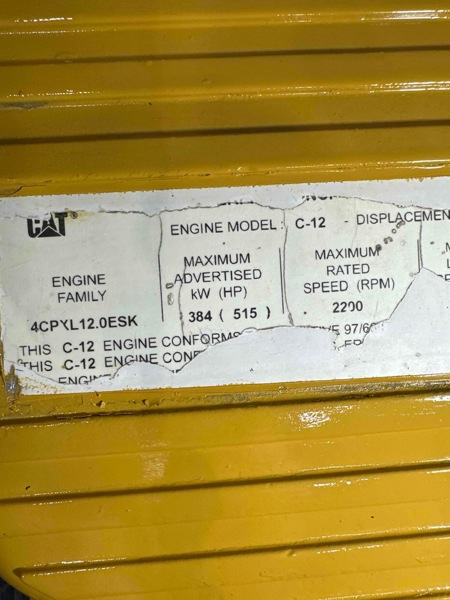 CAT
ENGINE MODEL: C-12 DISPLACEMEN
ENGINE
FAMILY
4CPXL12.0ESK
MAXIMUM
ADVERTISED
kW (HP)
384 ( 515 )
MAXIMUM
RATED
SPEED (RPM)
2200
THIS C-12 ENGINE CONFORMS
THIS C-12 ENGINE CONF
ENGINE